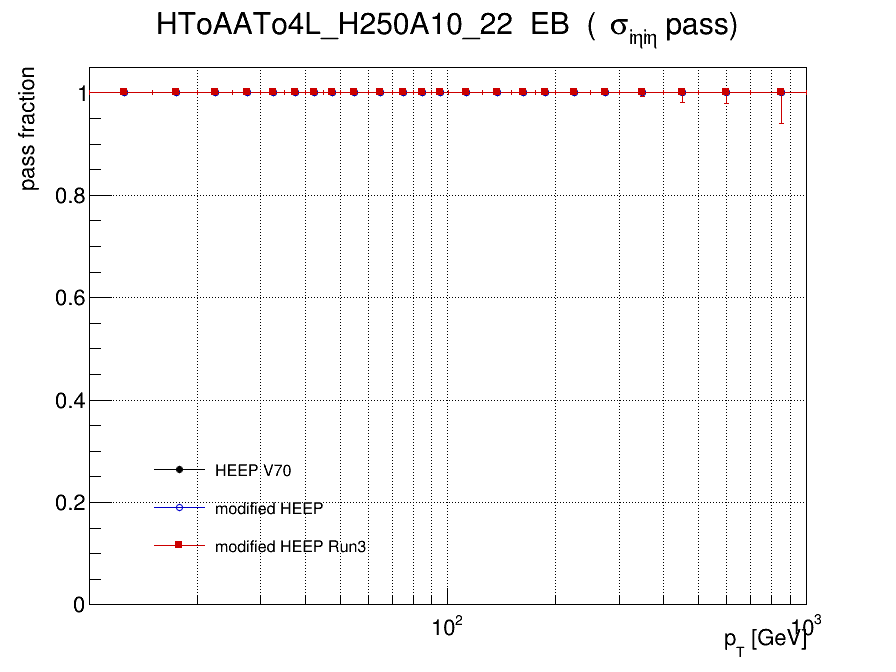 HToAATo4L_H250A10_22 EB ( σiηiη pass)
pass fraction
1
0.8
0.6
0.4
0.2
0
HEEP V70
modified HEEP
modified HEEP Run3
10²
10³
pT [GeV]